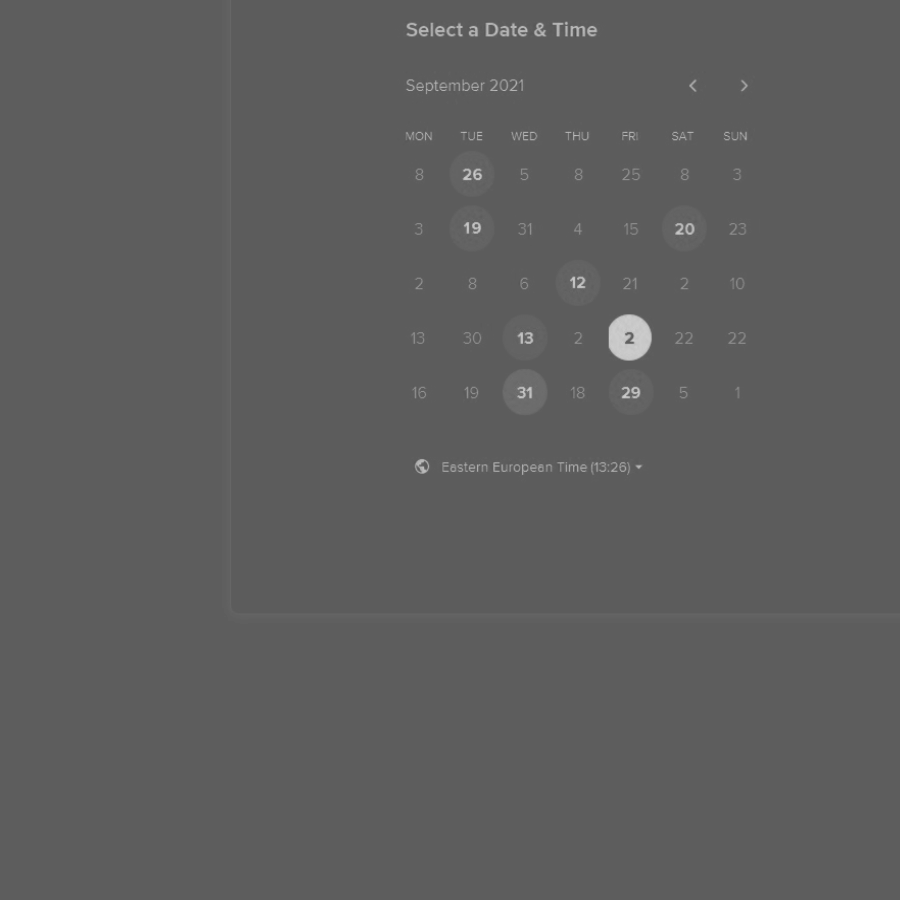 Select a Date & Time
September 2021
MON TUE WED THU FRI SAT SUN
8 26 5 8 25 8 3
3 19 31 4 15 20 23
2 8 6 12 21 2 10
13 30 13 2 2 22 22
16 19 31 18 29 5 1
Eastern European Time (13:26)